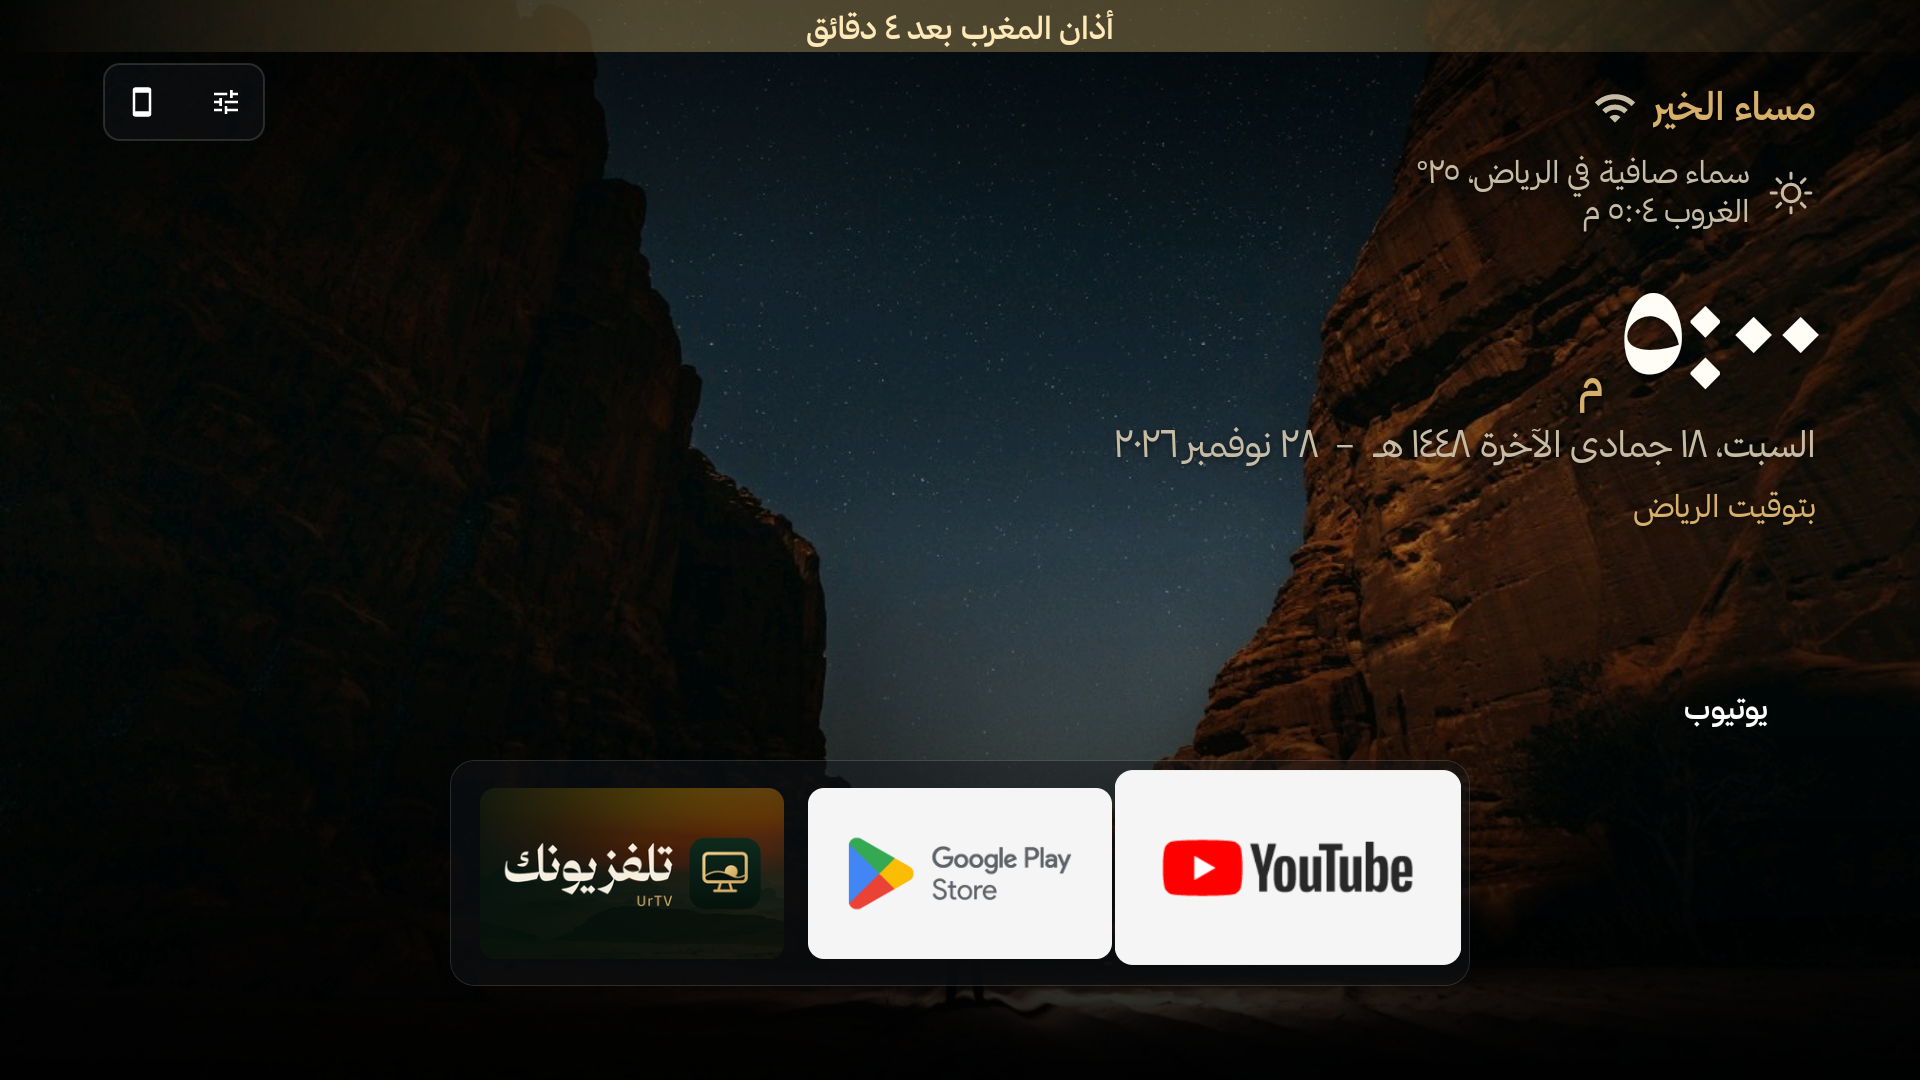 أذان المغرب بعد ٤ دقائق
مساء الخير
سماء صافية في الرياض، ٢٥°
الغروب ٥:٠٤ م
٥:٠٠ م
السبت، ١٨ جمادى الآخرة ١٤٤٨ هـ – ٢٨ نوفمبر ٢٠٢٦
بتوقيت الرياض
يوتيوب
YouTube
Google Play
Store
تلفزيونك
UrTV